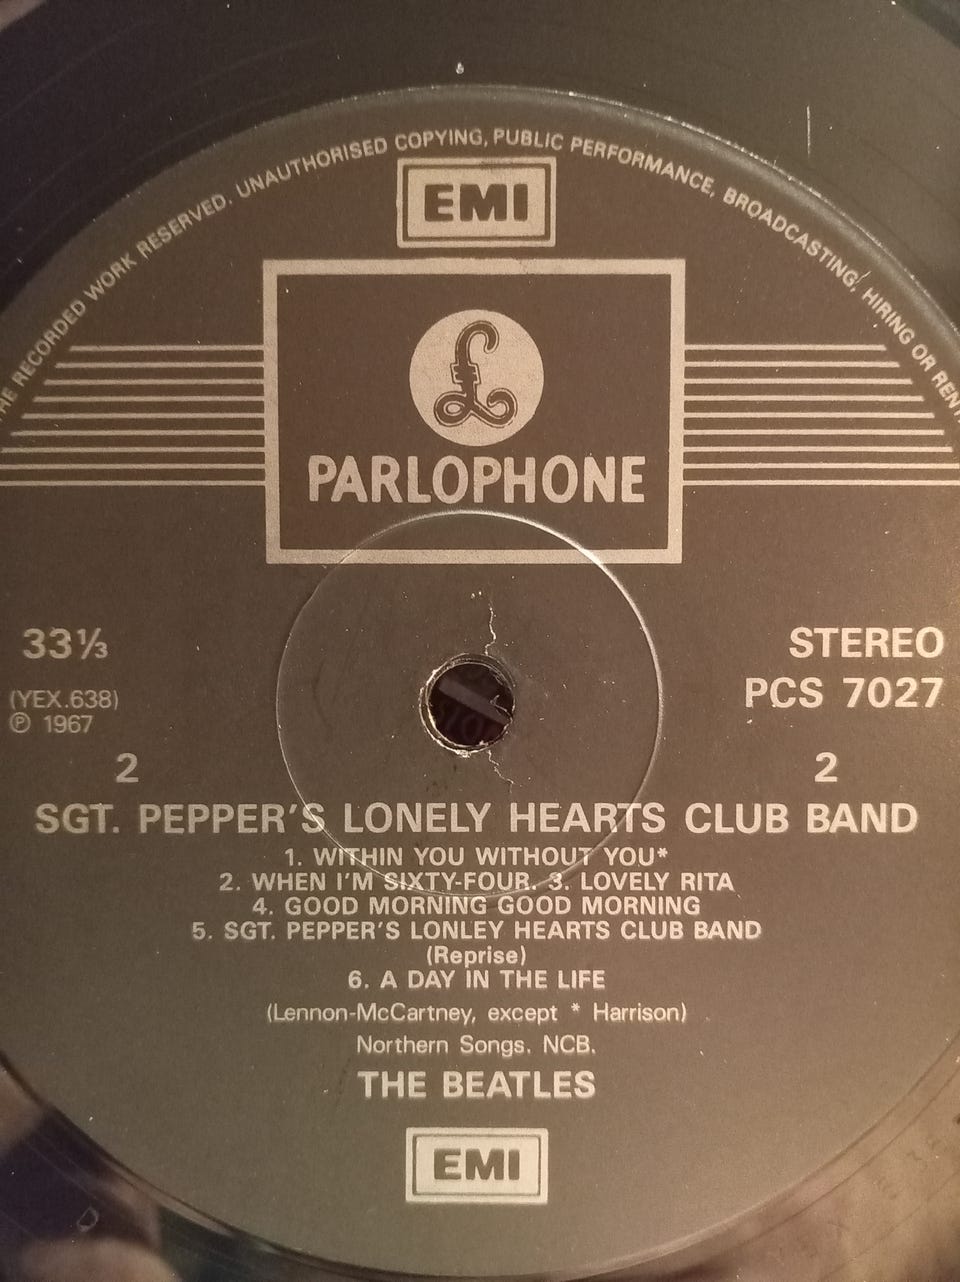 THE RECORDED WORK RESERVED. UNAUTHORISED COPYING, PUBLIC PERFORMANCE, BROADCASTING, HIRING OR
EMI
£
PARLOPHONE
33⅓
STEREO
(YEX.638)
PCS 7027
℗ 1967
2
2
SGT. PEPPER'S LONELY HEARTS CLUB BAND
1. WITHIN YOU WITHOUT YOU*
2. WHEN I'M SIXTY-FOUR. 3. LOVELY RITA
4. GOOD MORNING GOOD MORNING
5. SGT. PEPPER'S LONLEY HEARTS CLUB BAND
(Reprise)
6. A DAY IN THE LIFE
(Lennon-McCartney, except * Harrison)
Northern Songs. NCB.
THE BEATLES
EMI